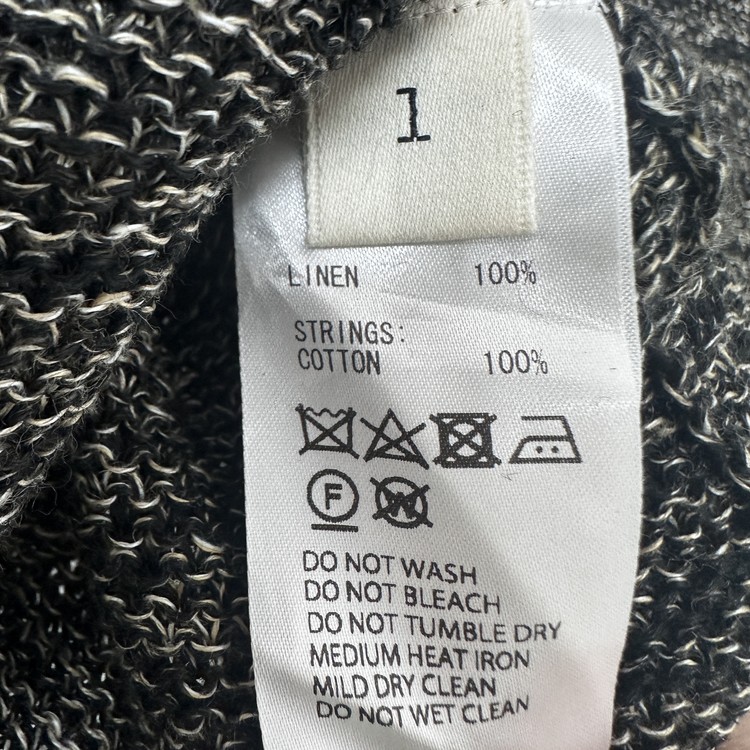 1
LINEN 100%
STRINGS:
COTTON 100%
F W
DO NOT WASH
DO NOT BLEACH
DO NOT TUMBLE DRY
MEDIUM HEAT IRON
MILD DRY CLEAN
DO NOT WET CLEAN